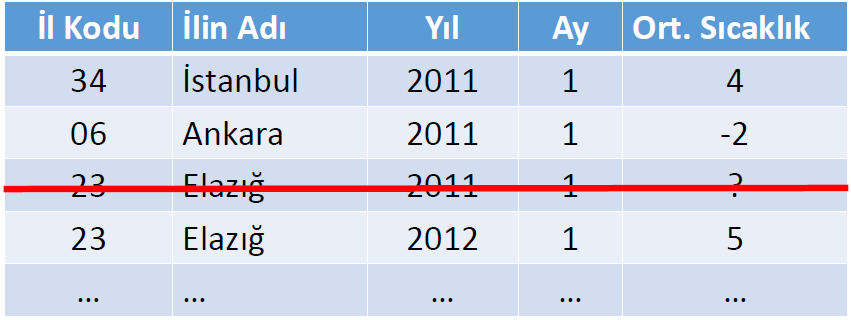 İl Kodu İlin Adı Yıl Ay Ort. Sıcaklık
34 İstanbul 2011 1 4
06 Ankara 2011 1 -2
23 Elazığ 2011 1 ?
23 Elazığ 2012 1 5
... ... ... ... ...